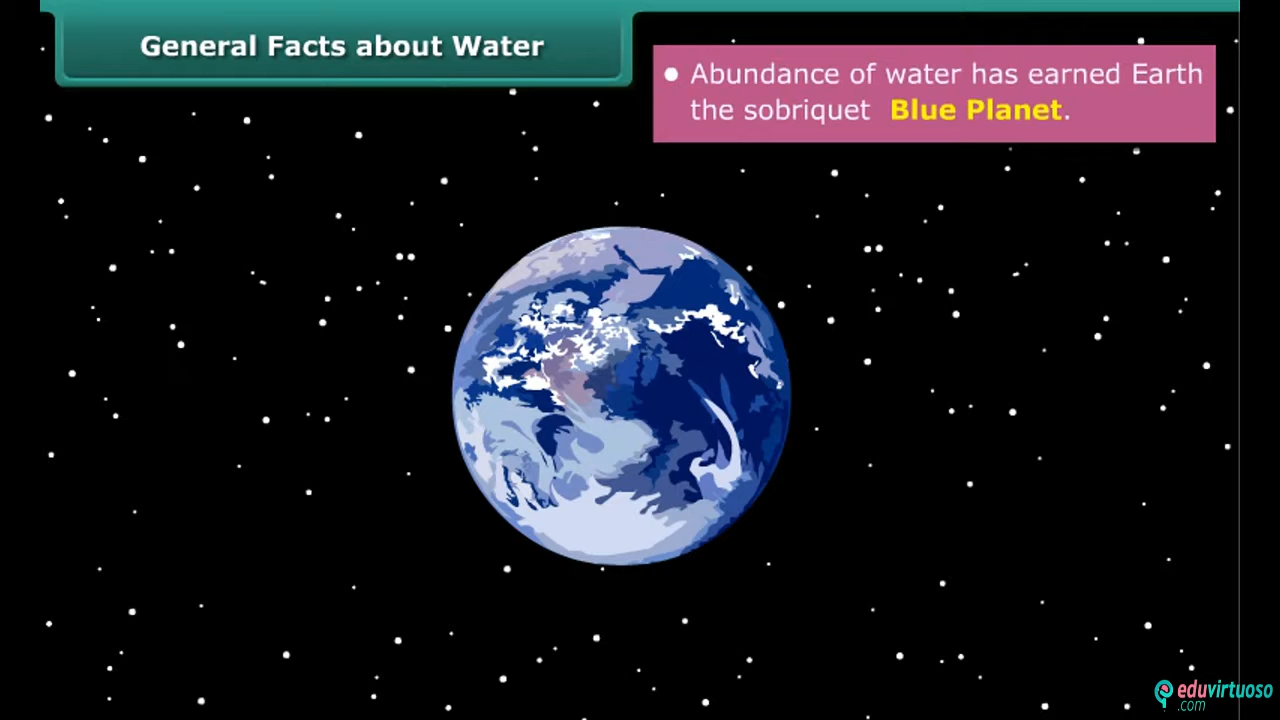 General Facts about Water
● Abundance of water has earned Earth
the sobriquet Blue Planet.
eduvirtuoso
.com